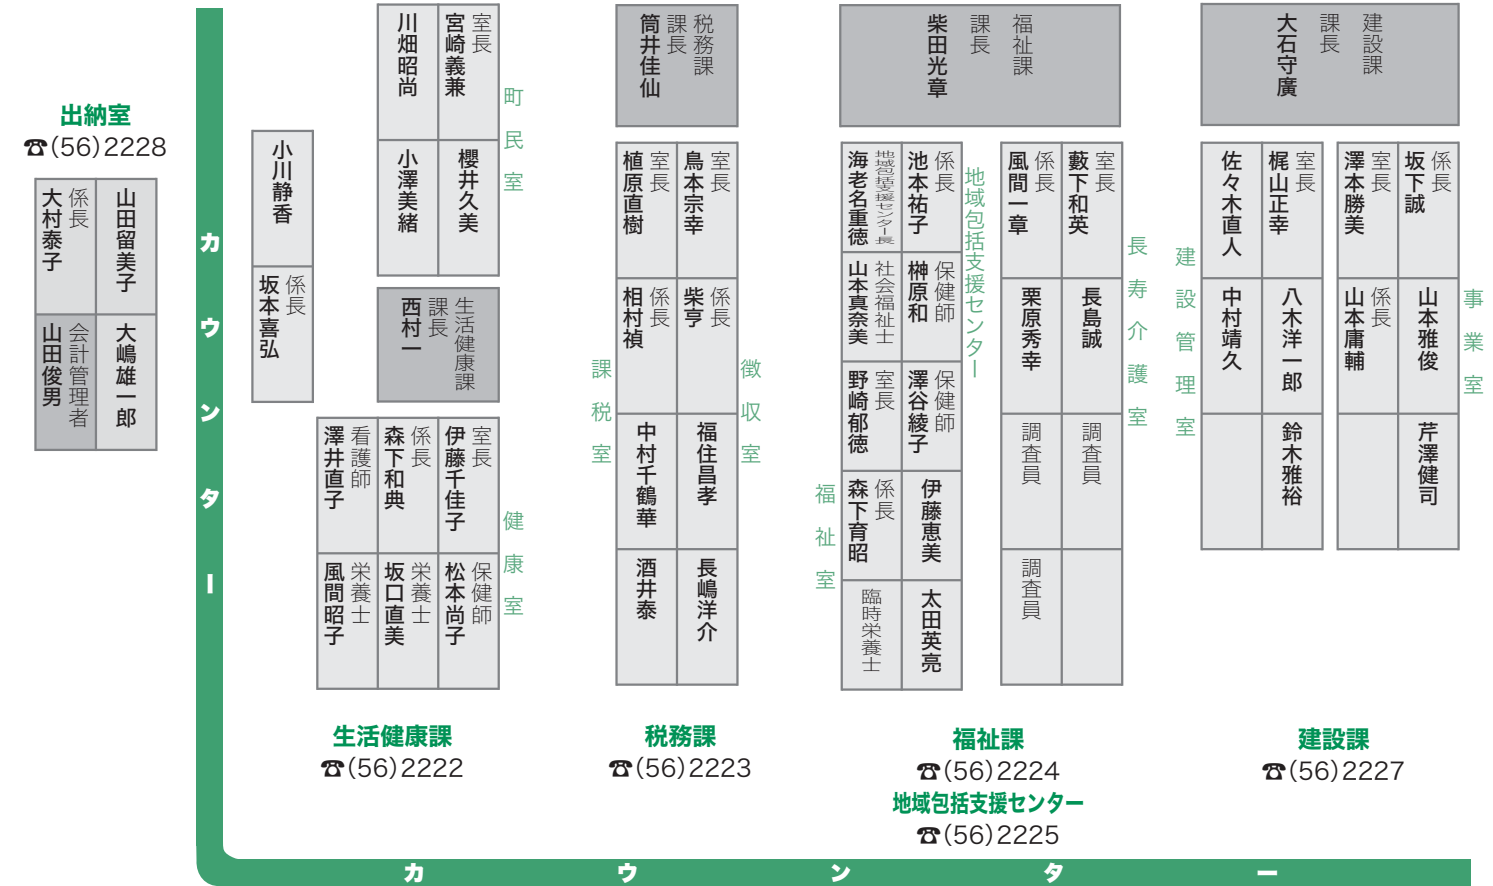 出納室
☎(56)2228
係長
大村泰子
山田留美子
会計管理者
山田俊男
大嶋雄一郎
カウンター
小川静香
係長
坂本喜弘
川畑昭尚
室長
宮崎義兼
小澤美緒
櫻井久美
町民室
生活健康課
課長
西村一
看護師
澤井直子
係長
森下和典
室長
伊藤千佳子
栄養士
風間昭子
栄養士
坂口直美
保健師
松本尚子
健康室
生活健康課
☎(56)2222
税務課
課長
筒井佳仙
室長
植原直樹
室長
鳥本宗幸
係長
相村禎
係長
柴亨
中村千鶴華
福住昌孝
酒井泰
長嶋洋介
課税室
徴収室
税務課
☎(56)2223
福祉課
課長
柴田光章
地域包括支援センター長
海老名重徳
係長
池本祐子
社会福祉士
山本真奈美
保健師
榊原和
室長
野崎郁徳
保健師
澤谷綾子
係長
森下育昭
伊藤恵美
臨時栄養士
太田英亮
地域包括支援センター
福祉室
係長
風間一章
室長
藪下和英
栗原秀幸
長島誠
調査員
調査員
調査員
長寿介護室
福祉課
☎(56)2224
地域包括支援センター
☎(56)2225
建設課
課長
大石守廣
佐々木直人
室長
梶山正幸
中村靖久
八木洋一郎
鈴木雅裕
建設管理室
室長
澤本勝美
係長
坂下誠
係長
山本庸輔
山本雅俊
芹澤健司
事業室
建設課
☎(56)2227
カウンター